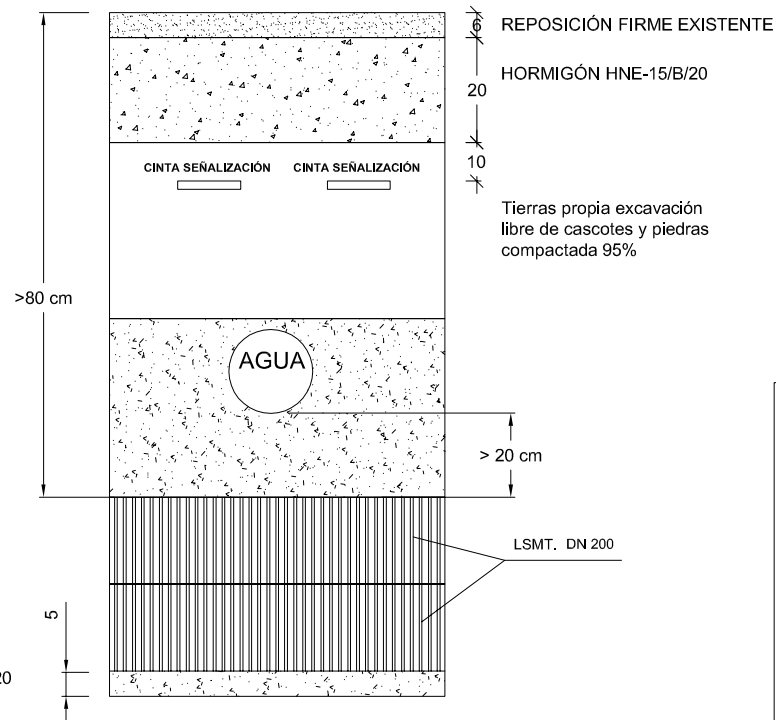 6 REPOSICIÓN FIRME EXISTENTE
HORMIGÓN HNE-15/B/20
20
10
CINTA SEÑALIZACIÓN CINTA SEÑALIZACIÓN
Tierras propia excavación
libre de cascotes y piedras
compactada 95%
>80 cm
AGUA
> 20 cm
LSMT. DN 200
5
20